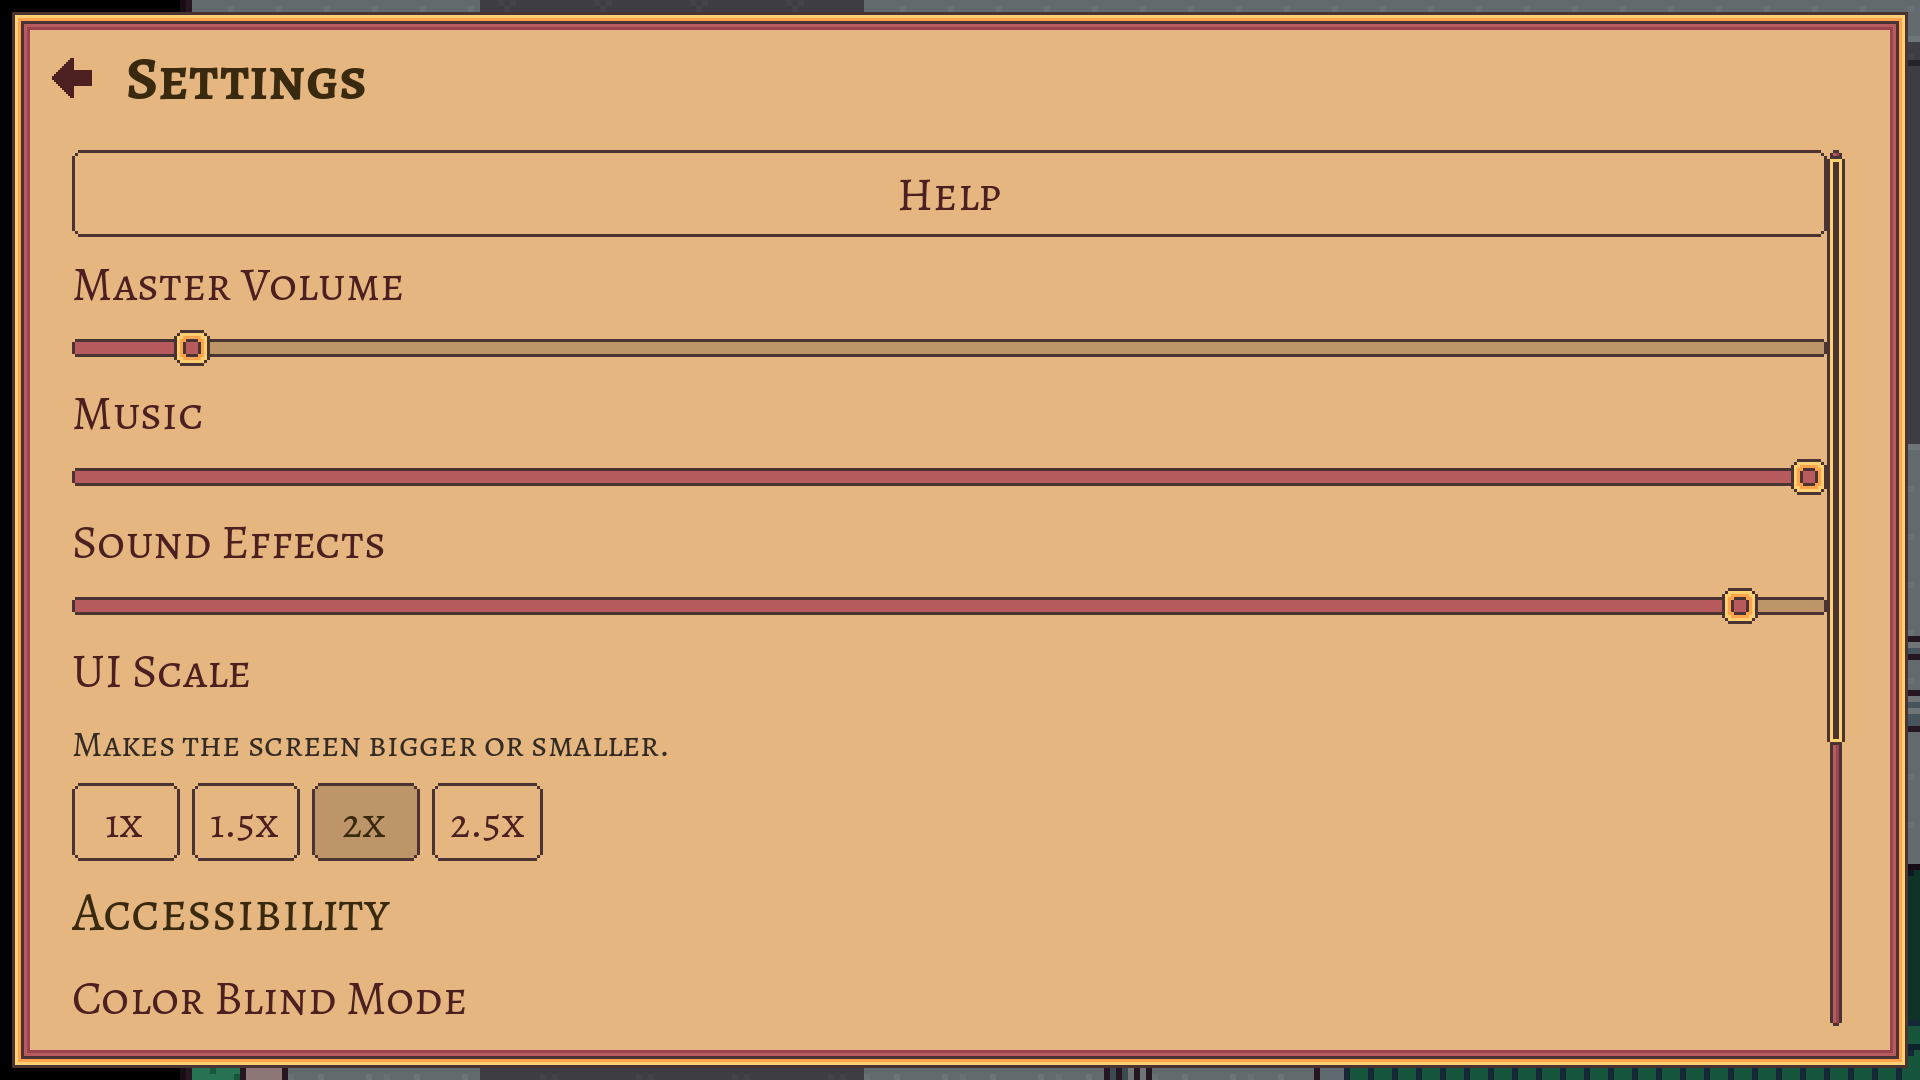 Settings
Help
Master Volume
Music
Sound Effects
UI Scale
Makes the screen bigger or smaller.
1x
1.5x
2x
2.5x
Accessibility
Color Blind Mode